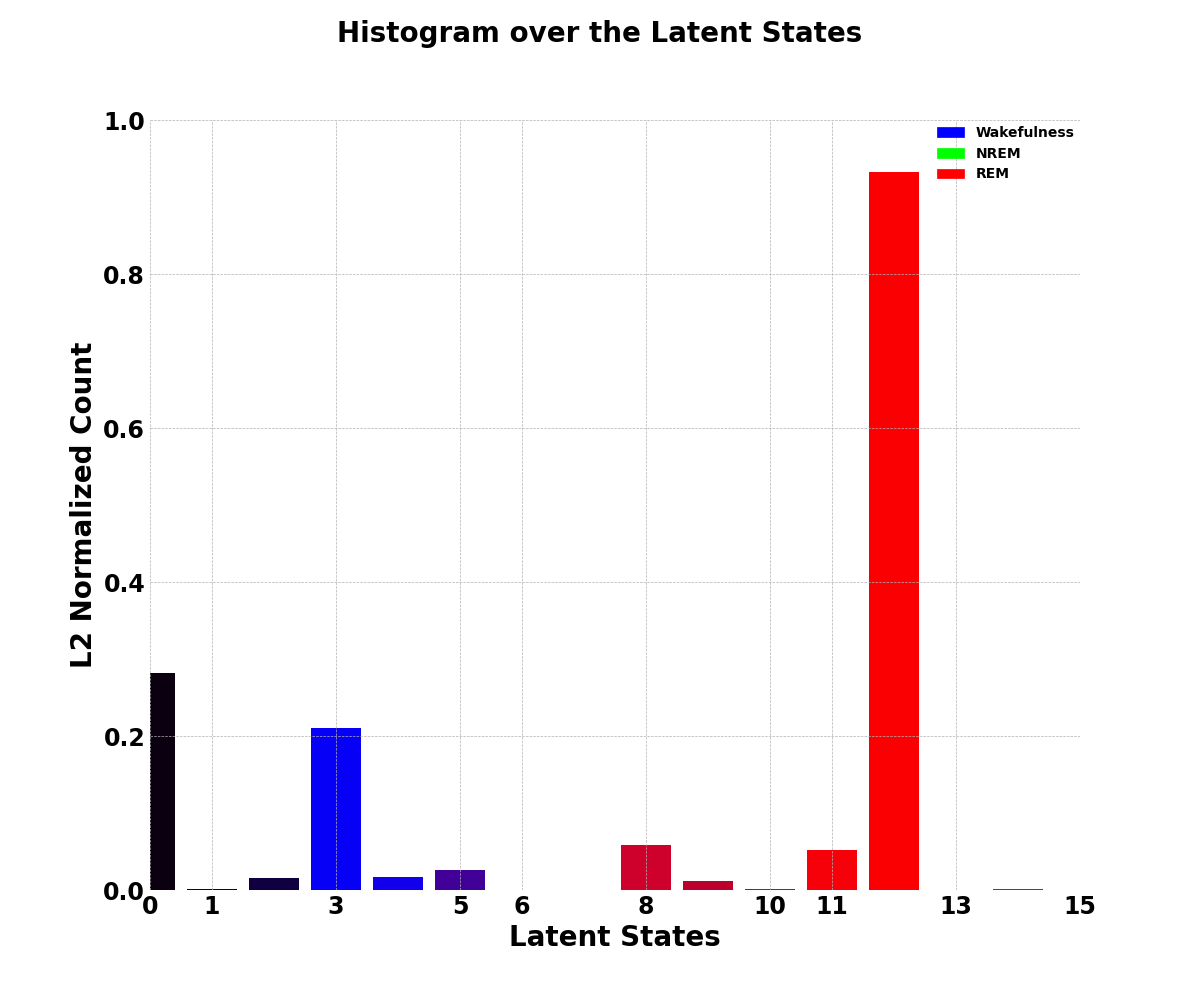 Histogram over the Latent States
1.0
Wakefulness
NREM
REM
0.8
0.6
0.4
0.2
0.0
L2 Normalized Count
0 1 3 5 6 8 10 11 13 15
Latent States